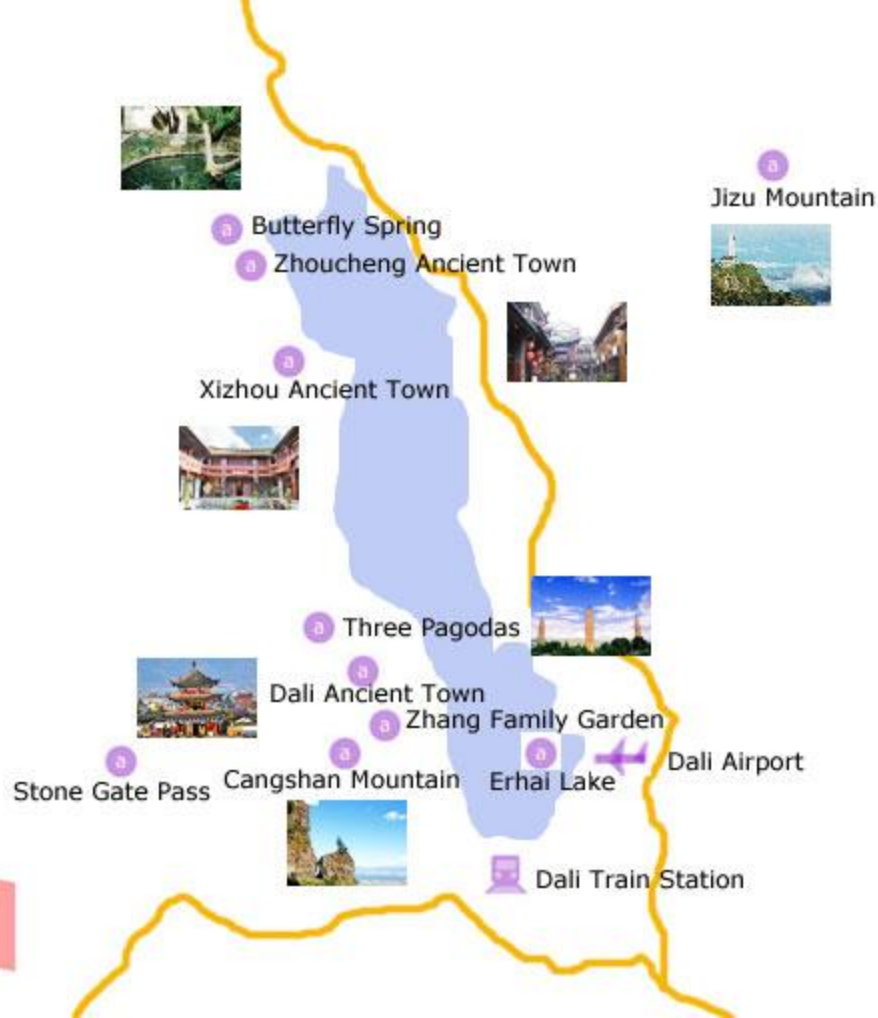 Jizu Mountain
Butterfly Spring
Zhoucheng Ancient Town
Xizhou Ancient Town
Three Pagodas
Dali Ancient Town
Zhang Family Garden
Dali Airport
Cangshan Mountain
Erhai Lake
Stone Gate Pass
Dali Train Station
a
a
a
a
a
a
a
a
a
a